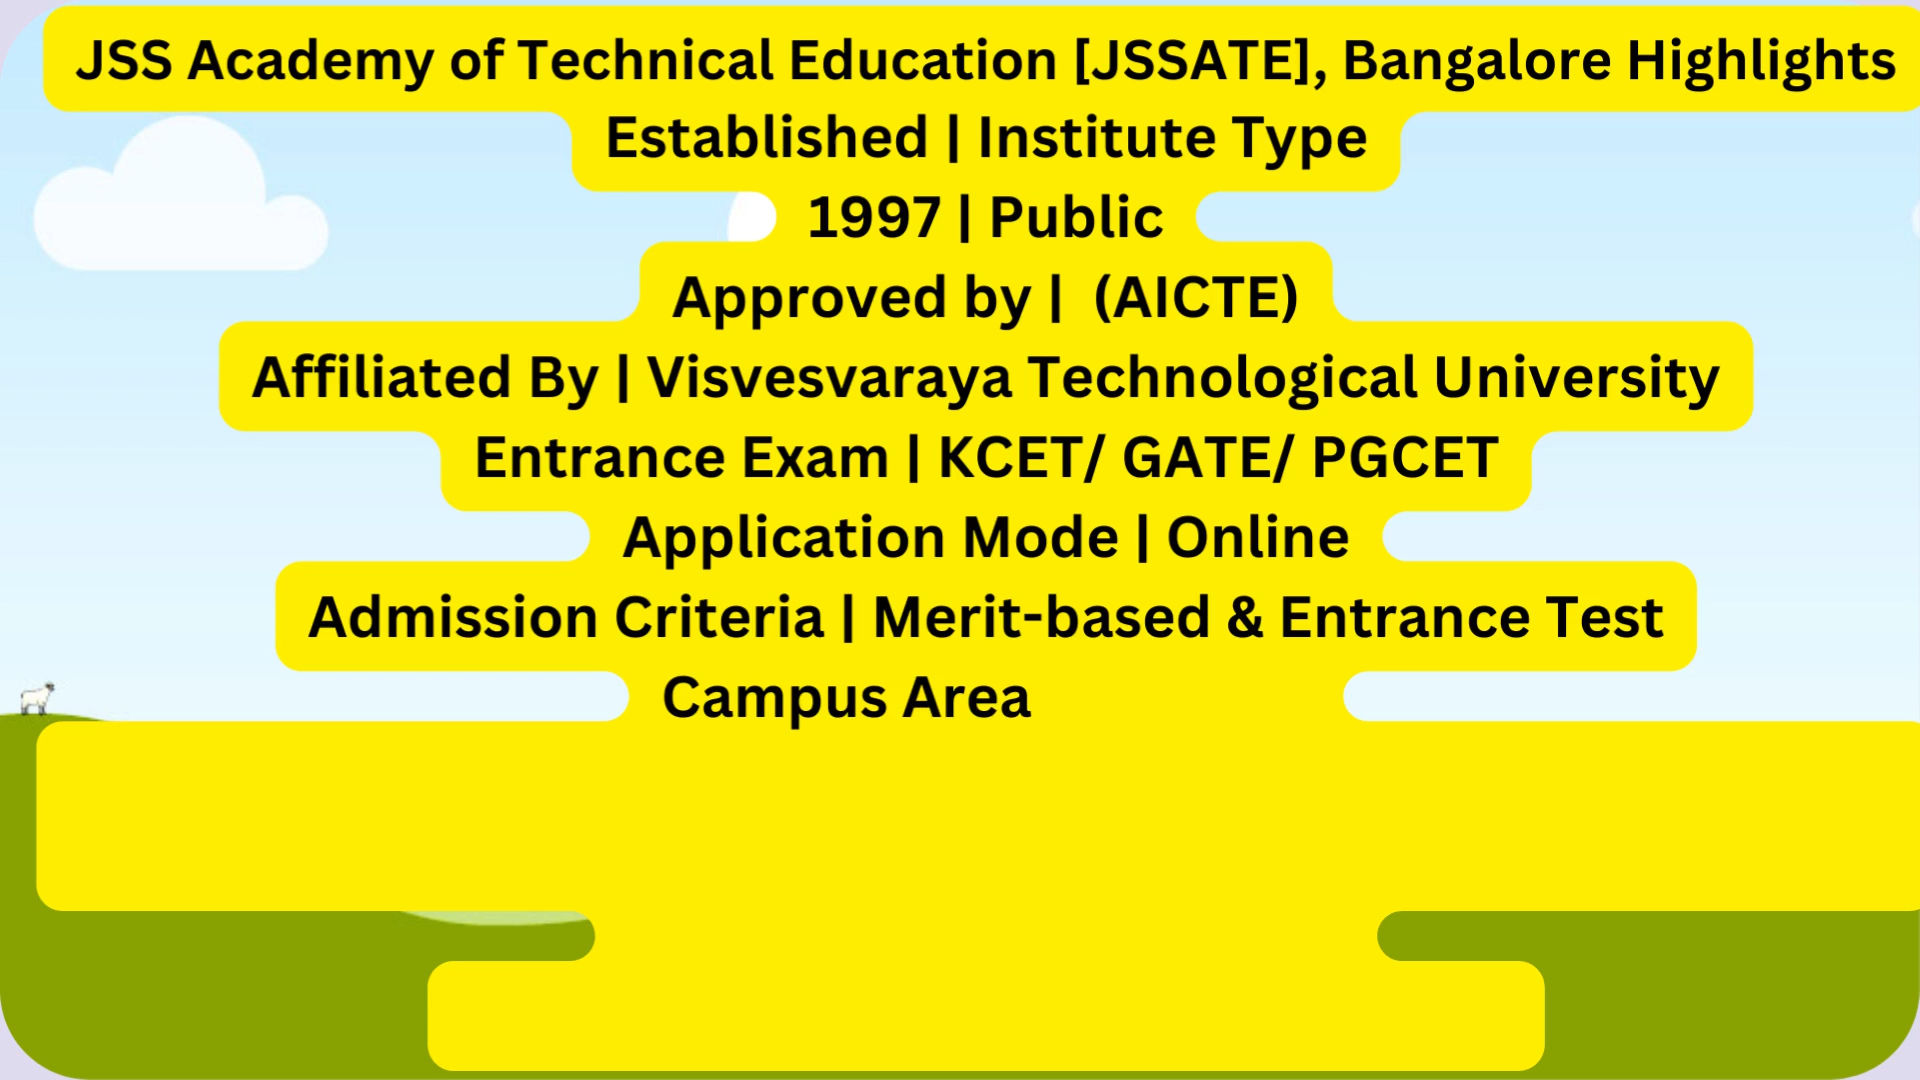 JSS Academy of Technical Education [JSSATE], Bangalore Highlights
Established | Institute Type
1997 | Public
Approved by |  (AICTE)
Affiliated By | Visvesvaraya Technological University
Entrance Exam | KCET/ GATE/ PGCET
Application Mode | Online
Admission Criteria | Merit-based & Entrance Test
Campus Area